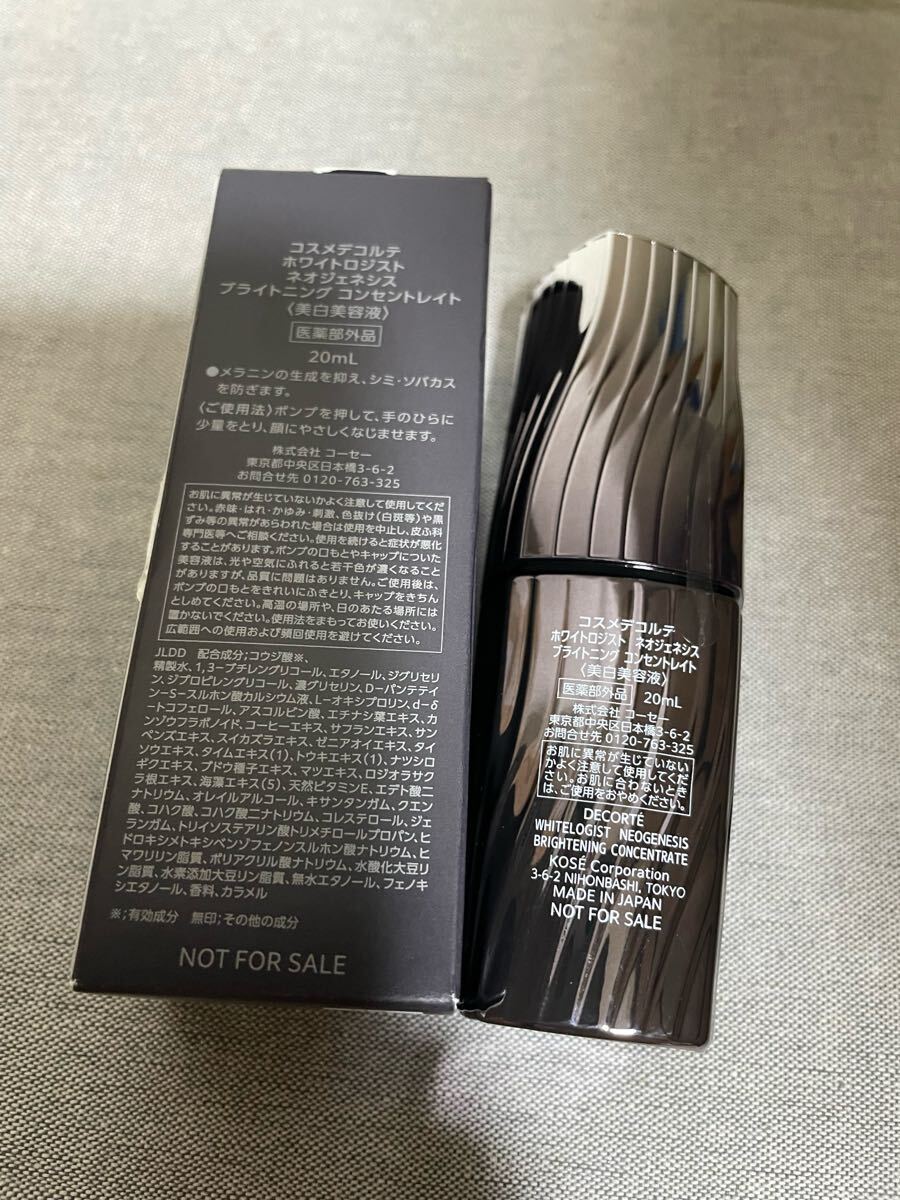 コスメデコルテ
ホワイトロジスト
ネオジェネシス
ブライトニング コンセントレイト
〈美白美容液〉
医薬部外品
20mL
●メラニンの生成を抑え、シミ・ソバカス
を防ぎます。
〈ご使用法〉ポンプを押して、手のひらに
少量をとり、顔にやさしくなじませます。
株式会社 コーセー
東京都中央区日本橋3-6-2
お問合せ先 0120-763-325
お肌に異常が生じていないかよく注意して使用してくだ
さい。赤味・はれ・かゆみ・刺激、色抜け(白斑等)や黒
ずみ等の異常があらわれた場合は使用を中止し、皮ふ科
専門医等へご相談ください。使用を続けると症状が悪化
することがあります。ポンプの口もとやキャップについた
美容液は、光や空気にふれると若干色が濃くなること
がありますが、品質に問題はありません。ご使用後は、
ポンプの口もとをきれいにふきとり、キャップをきちん
としめてください。高温の場所や、日のあたる場所には
置かないでください。使用法をまもってお使いください。
広範囲への使用および頻回使用を避けてください。
JLDD 配合成分;コウジ酸※、
精製水、1,3-ブチレングリコール、エタノール、ジグリセリ
ン、ジプロピレングリコール、濃グリセリン、D-パンテテイ
ン-S-スルホン酸カルシウム液、L-オキシプロリン、d-δ
-トコフェロール、アスコルビン酸、エチナシ葉エキス、カ
ンゾウフラボノイド、コーヒーエキス、サフランエキス、サン
ペンズエキス、スイカズラエキス、ゼニアオイエキス、タイ
ソウエキス、タイムエキス(1)、トウキエキス(1)、ナツシロ
ギクエキス、ブドウ種子エキス、マツエキス、ロジオラサク
ラ根エキス、海藻エキス(5)、天然ビタミンE、エデト酸二
ナトリウム、オレイルアルコール、キサンタンガム、クエン
酸、コハク酸、コハク酸二ナトリウム、コレステロール、ジェ
ランガム、トリイソステアリン酸トリメチロールプロパン、ヒ
ドロキシメトキシベンゾフェノンスルホン酸ナトリウム、ヒ
マワリリン脂質、ポリアクリル酸ナトリウム、水酸化大豆リ
ン脂質、水素添加大豆リン脂質、無水エタノール、フェノキ
シエタノール、香料、カラメル
※;有効成分 無印;その他の成分
NOT FOR SALE
コスメデコルテ
ホワイトロジスト ネオジェネシス
ブライトニング コンセントレイト
〈美白美容液〉
医薬部外品 20mL
株式会社 コーセー
東京都中央区日本橋3-6-2
お問合せ先 0120-763-325
お肌に異常が生じていない
かよく注意して使用してくだ
さい。お肌に合わないとき
は、ご使用をおやめください。
DECORTÉ
WHITELOGIST NEOGENESIS
BRIGHTENING CONCENTRATE
KOSÉ Corporation
3-6-2 NIHONBASHI, TOKYO
MADE IN JAPAN
NOT FOR SALE